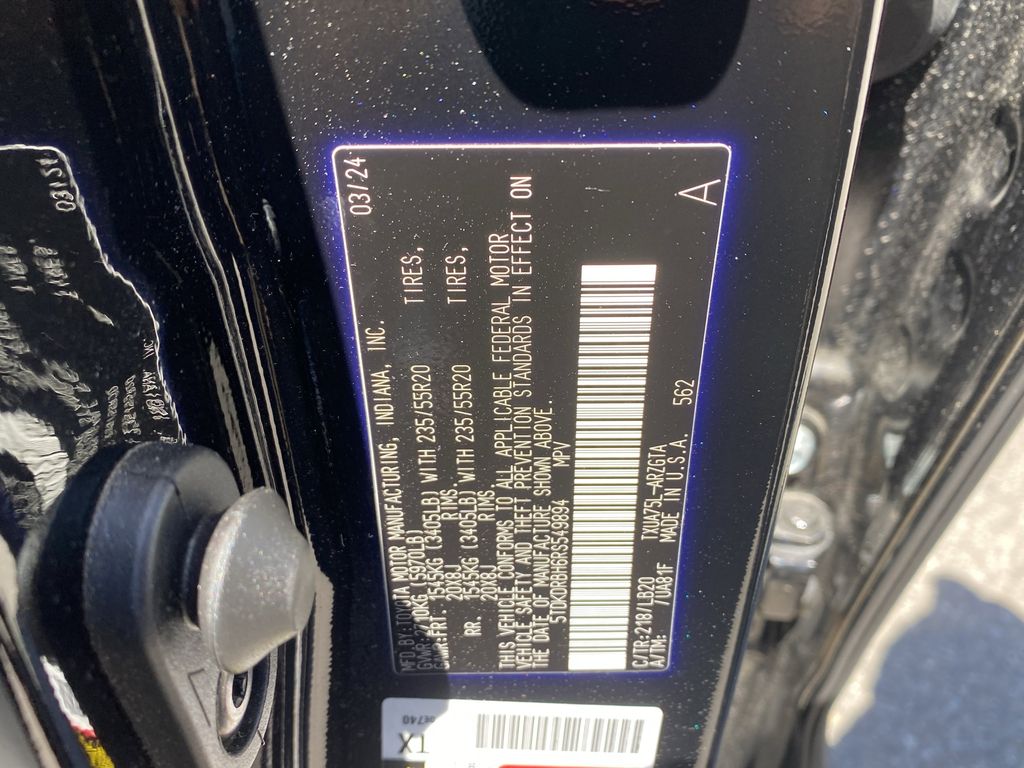 03/24
MFD.BY:TOYOTA MOTOR MANUFACTURING, INDIANA, INC.
GVWR 2710KG (5970LB)
GAWR:FRT. 1545KG (3405LB) WITH 235/55R20 TIRES,
20X8J RIMS
RR. 1545KG (3405LB) WITH 235/55R20 TIRES,
20X8J RIMS
THIS VEHICLE CONFORMS TO ALL APPLICABLE FEDERAL MOTOR
VEHICLE SAFETY AND THEFT PREVENTION STANDARDS IN EFFECT ON
THE DATE OF MANUFACTURE SHOWN ABOVE.
5TDKDRBH6RS549894 MPV
C/TR:218/LB20 TXUA75L-ARZGTA
A/TM: /UA81F MADE IN U.S.A. 562
A
TX